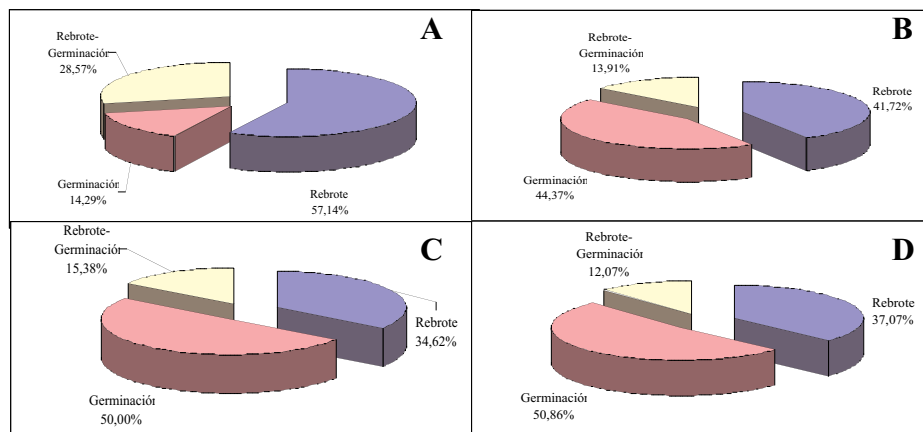 A
Rebrote-
Germinación
28,57%
Germinación
14,29%
Rebrote
57,14%
B
Rebrote-
Germinación
13,91%
Rebrote
41,72%
Germinación
44,37%
C
Rebrote-
Germinación
15,38%
Rebrote
34,62%
Germinación
50,00%
D
Rebrote-
Germinación
12,07%
Rebrote
37,07%
Germinación
50,86%